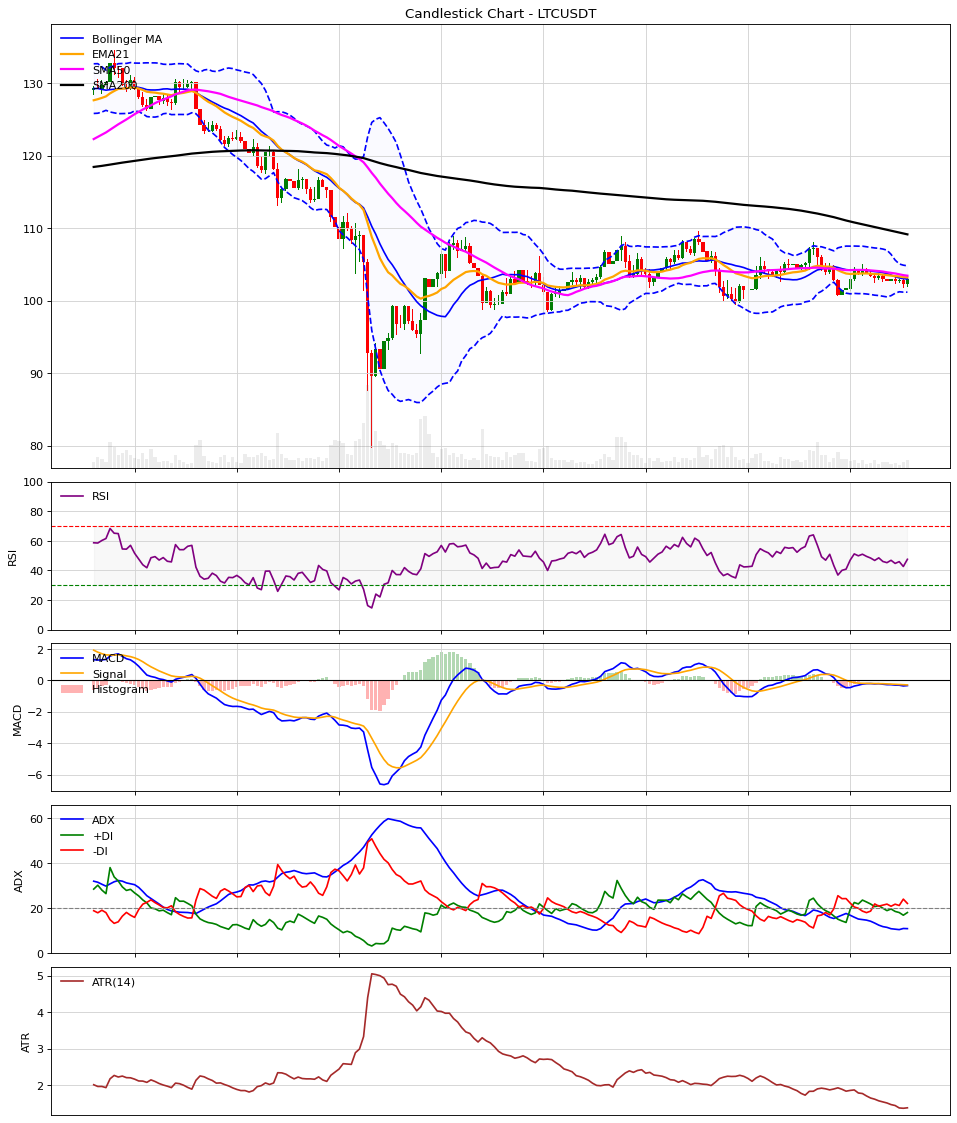 Candlestick Chart - LTCUSDT
Bollinger MA
EMA21
SMA50
SMA200
130
120
110
100
90
80
RSI
100
80
60
40
20
0
RSI
MACD
Signal
Histogram
2
0
−2
−4
−6
MACD
ADX
+DI
-DI
60
40
20
0
ADX
ATR(14)
5
4
3
2
ATR